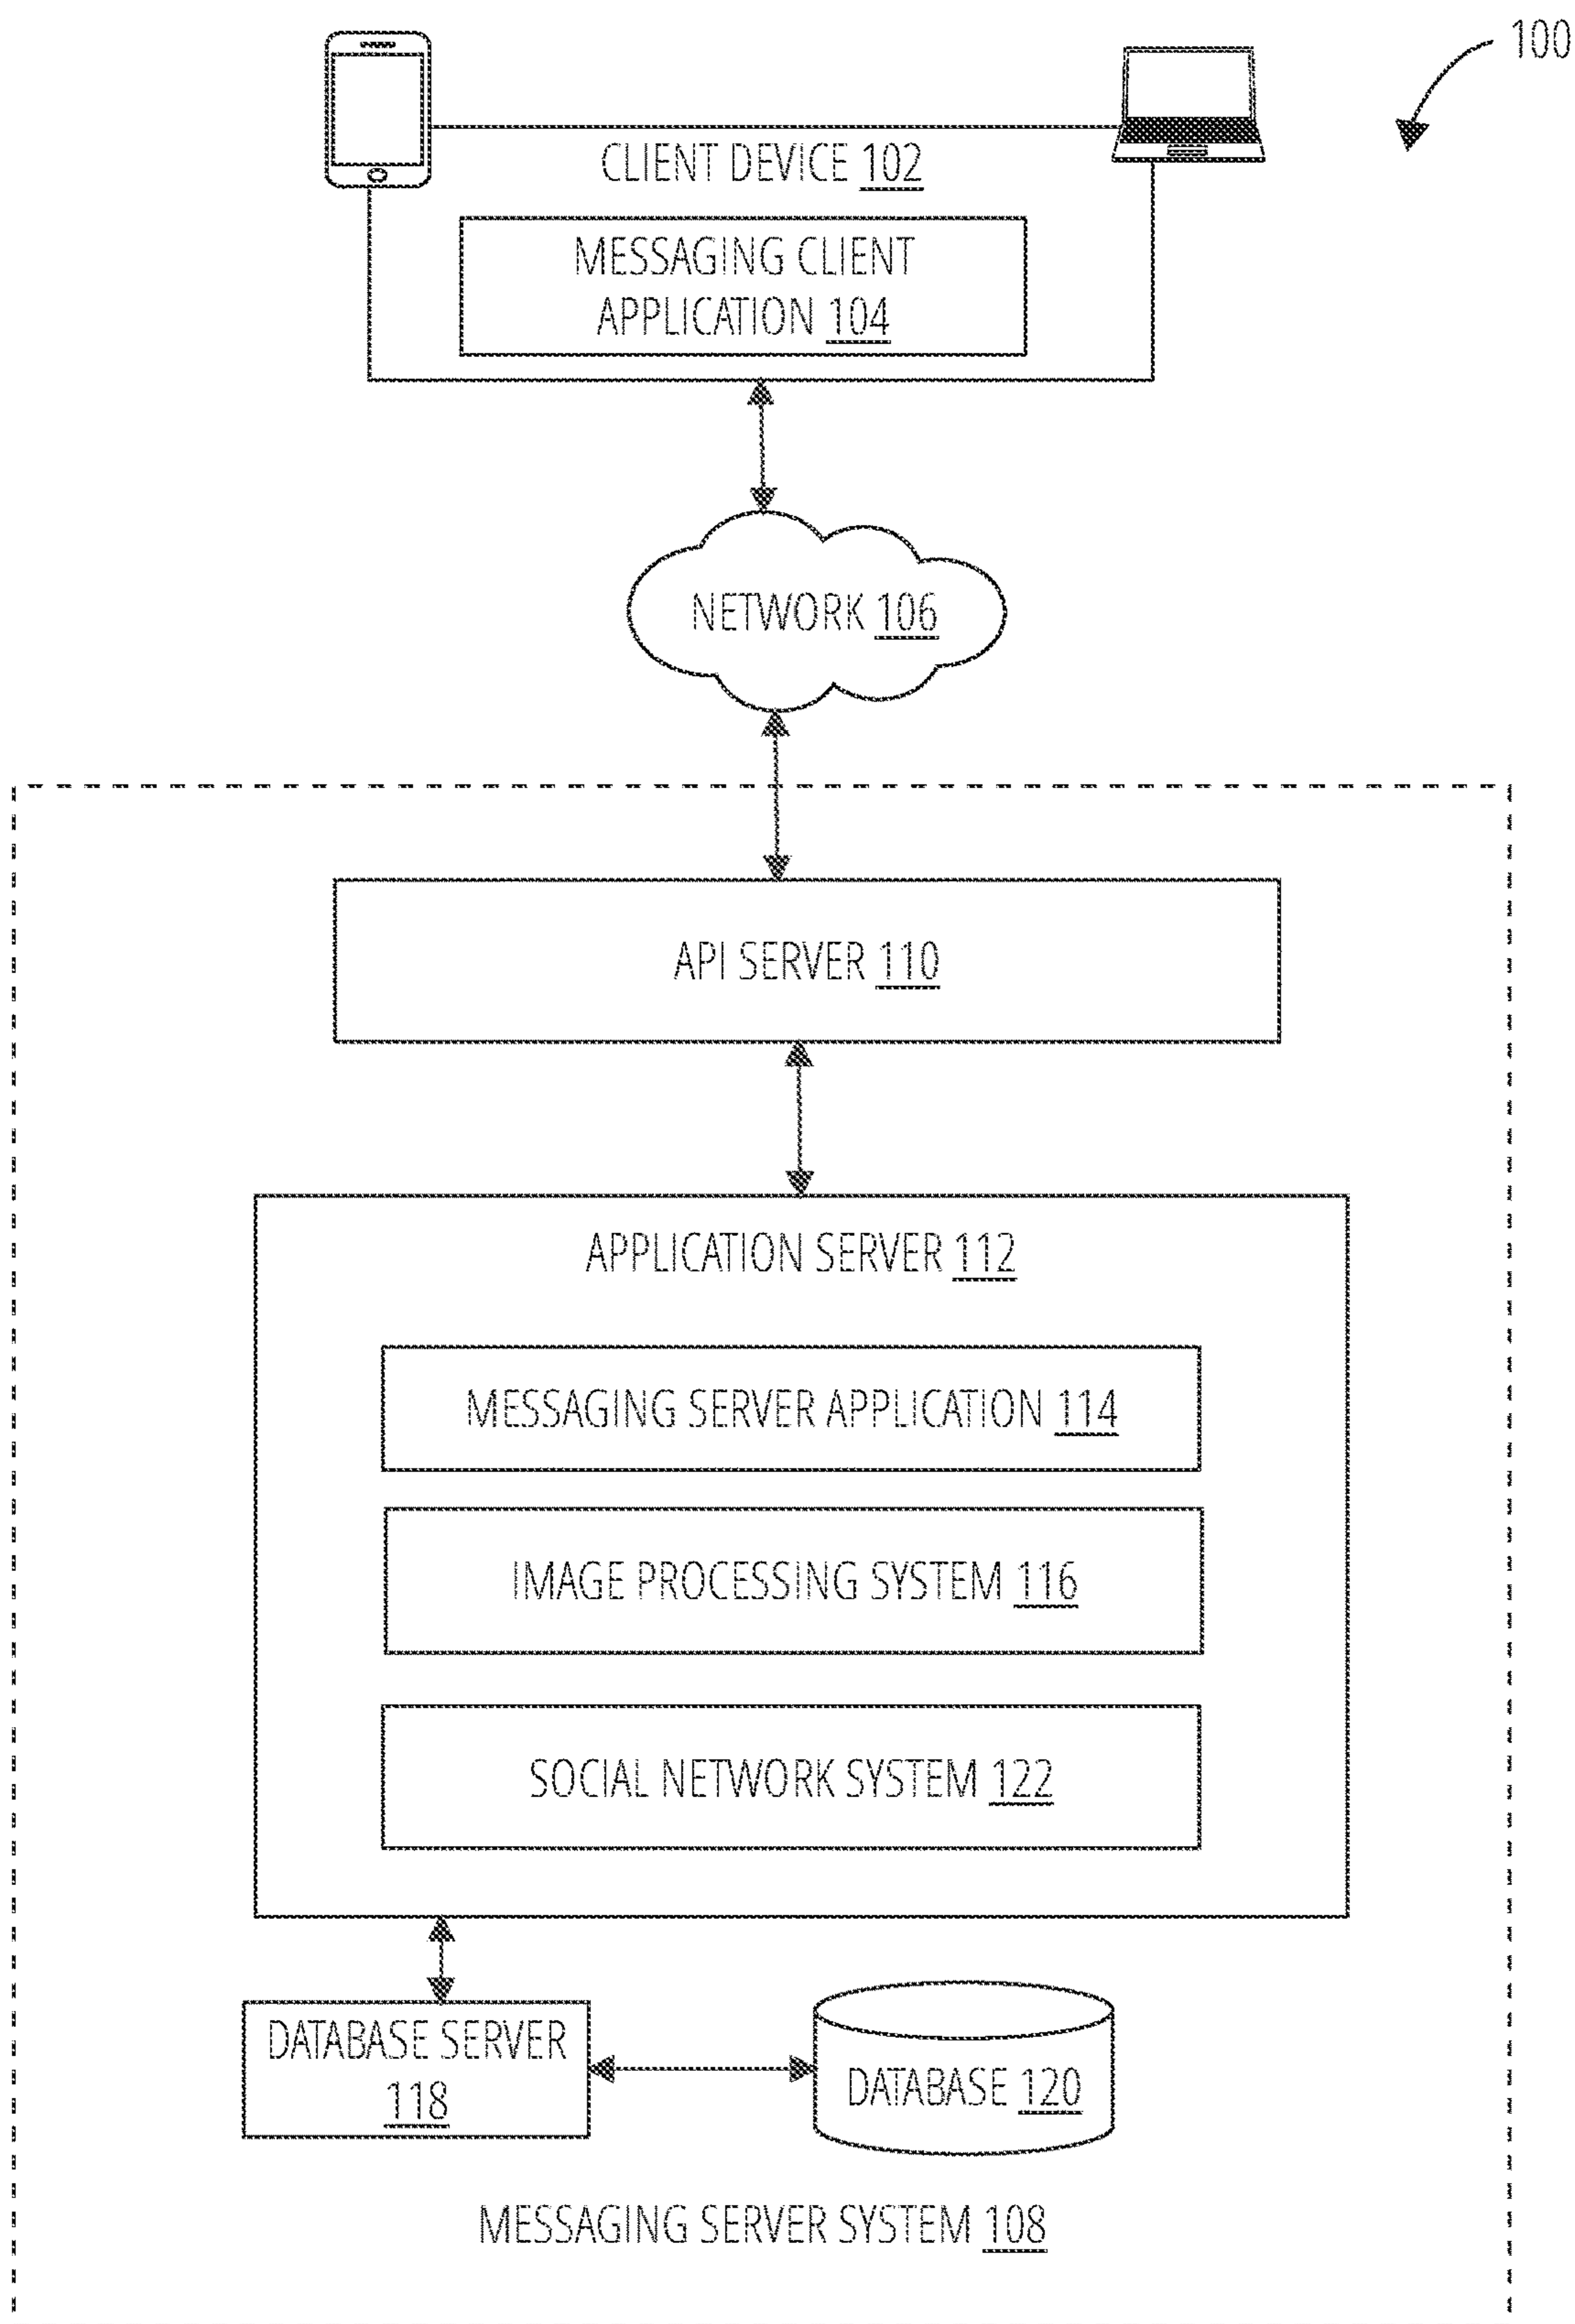 100
CLIENT DEVICE 102
MESSAGING CLIENT
APPLICATION 104
NETWORK 106
API SERVER 110
APPLICATION SERVER 112
MESSAGING SERVER APPLICATION 114
IMAGE PROCESSING SYSTEM 116
SOCIAL NETWORK SYSTEM 122
DATABASE SERVER
118
DATABASE 120
MESSAGING SERVER SYSTEM 108